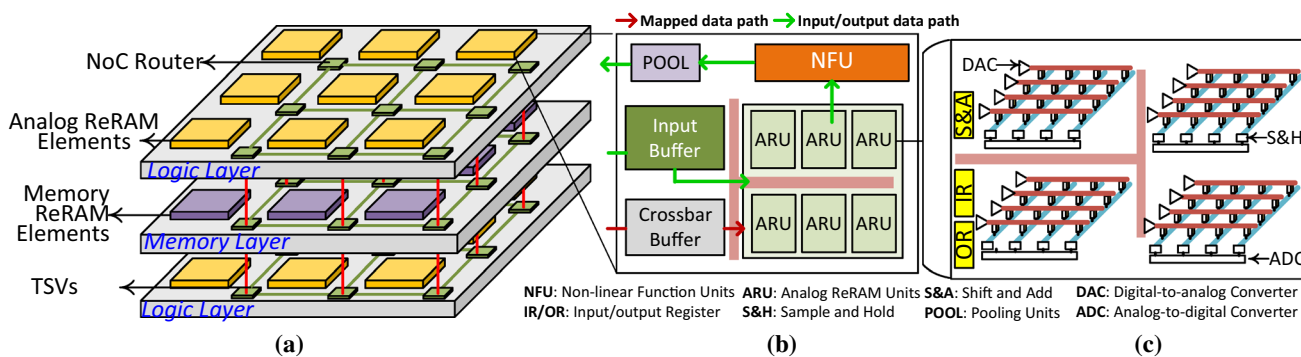 NoC Router
Analog ReRAM
Elements
Memory
ReRAM
Elements
TSVs
Logic Layer
Memory Layer
Logic Layer
(a)
Mapped data path
Input/output data path
POOL
NFU
Input
Buffer
Crossbar
Buffer
ARU ARU ARU
ARU ARU ARU
NFU: Non-linear Function Units
ARU: Analog ReRAM Units
S&A: Shift and Add
DAC: Digital-to-analog Converter
IR/OR: Input/output Register
S&H: Sample and Hold
POOL: Pooling Units
ADC: Analog-to-digital Converter
(b)
DAC
S&A
S&H
IR
OR
ADC
(c)